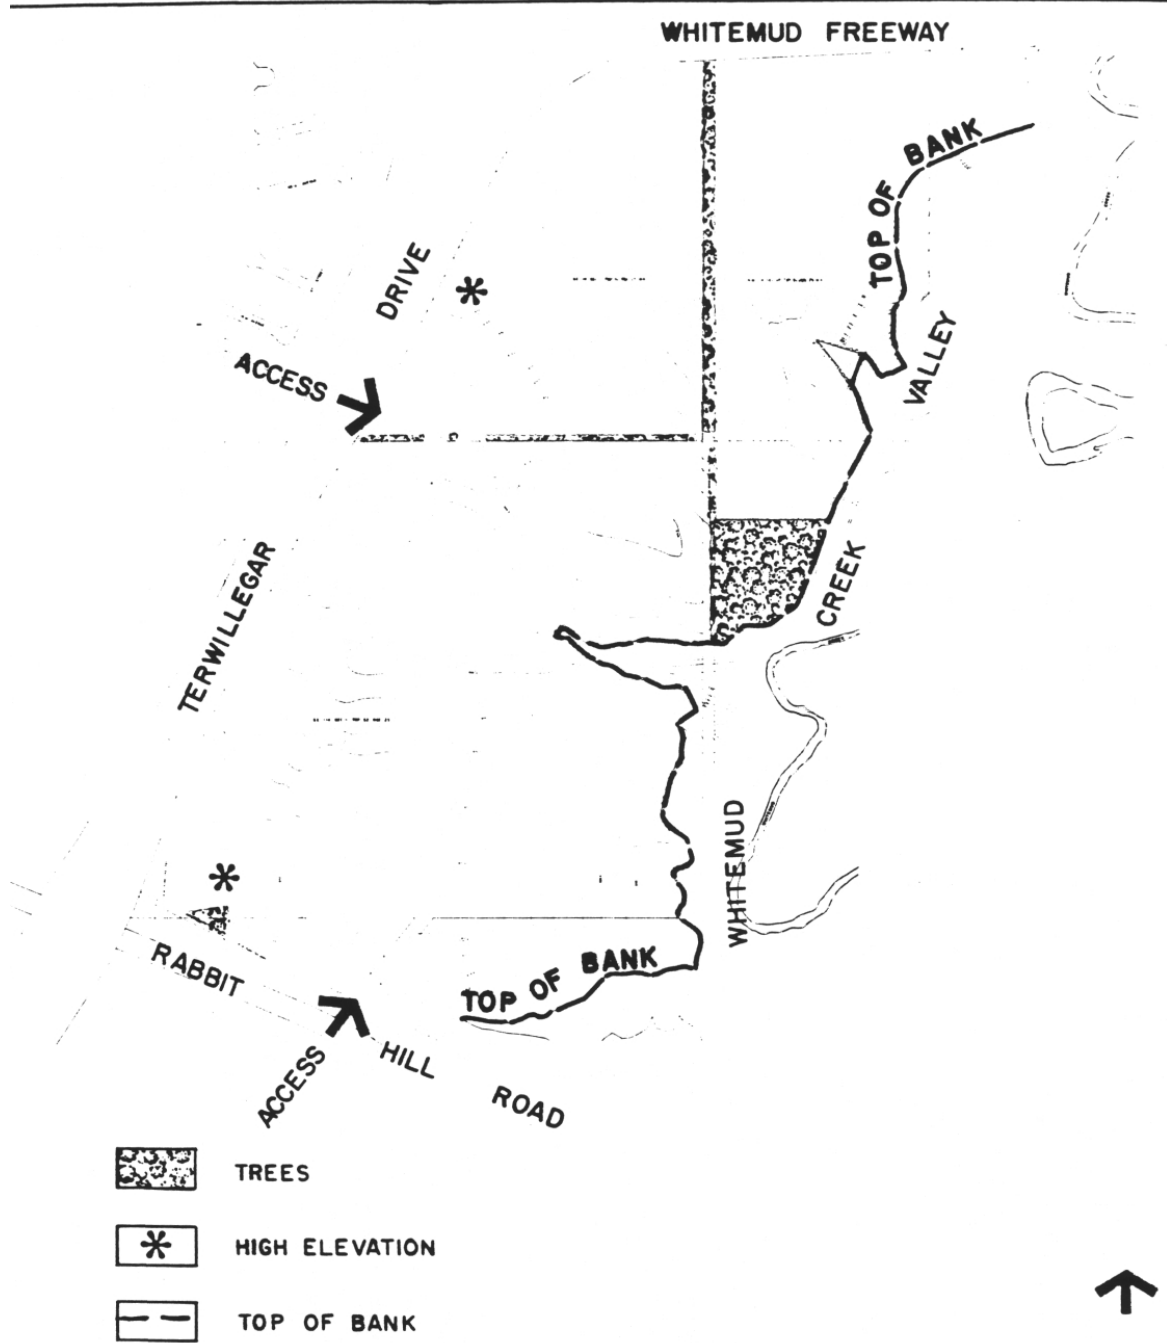 WHITEMUD FREEWAY
TOP OF BANK
DRIVE
ACCESS
VALLEY
CREEK
TERWILLEGAR
WHITEMUD
RABBIT
TOP OF BANK
ACCESS
HILL
ROAD
TREES
HIGH ELEVATION
TOP OF BANK